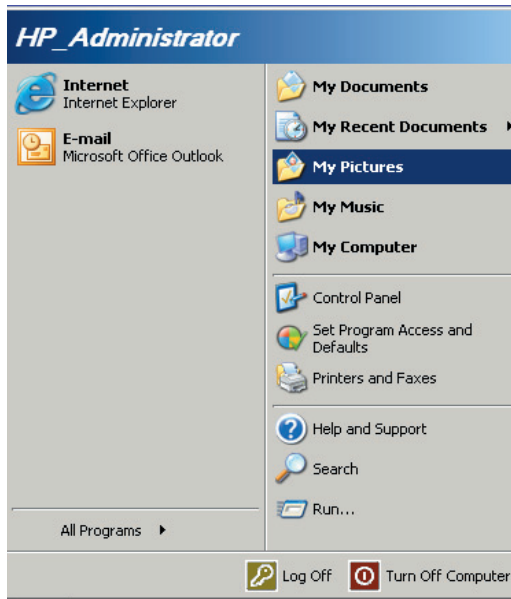 HP_Administrator
Internet
Internet Explorer
E-mail
Microsoft Office Outlook
All Programs
My Documents
My Recent Documents
My Pictures
My Music
My Computer
Control Panel
Set Program Access and
Defaults
Printers and Faxes
Help and Support
Search
Run...
Log Off
Turn Off Computer